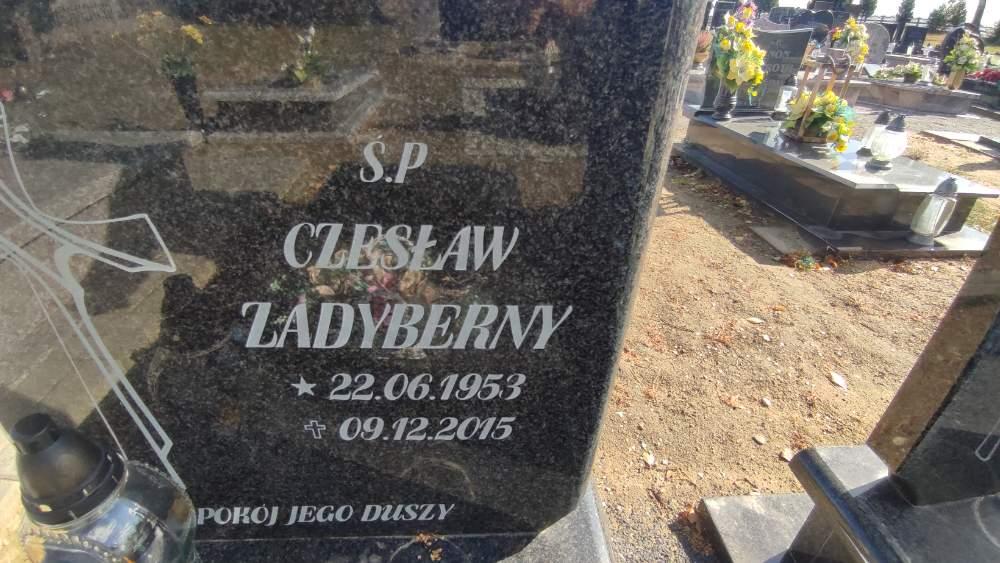 S.P
CZESŁAW
ZADYBERNY
★ 22.06.1953
✝ 09.12.2015
POKÓJ JEGO DUSZY